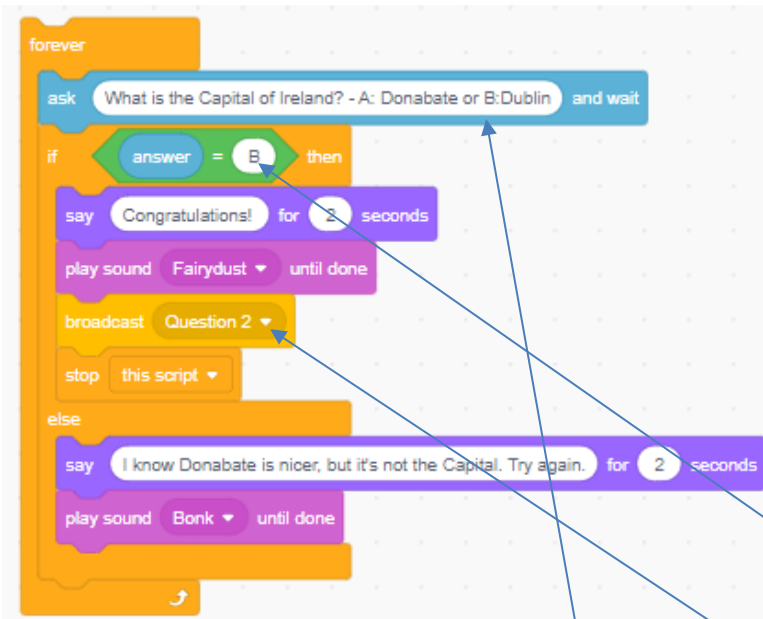 forever
ask What is the Capital of Ireland? - A: Donabate or B:Dublin and wait
if answer = B then
say Congratulations! for 2 seconds
play sound Fairydust until done
broadcast Question 2
stop this script
else
say I know Donabate is nicer, but it's not the Capital. Try again. for 2 seconds
play sound Bonk until done